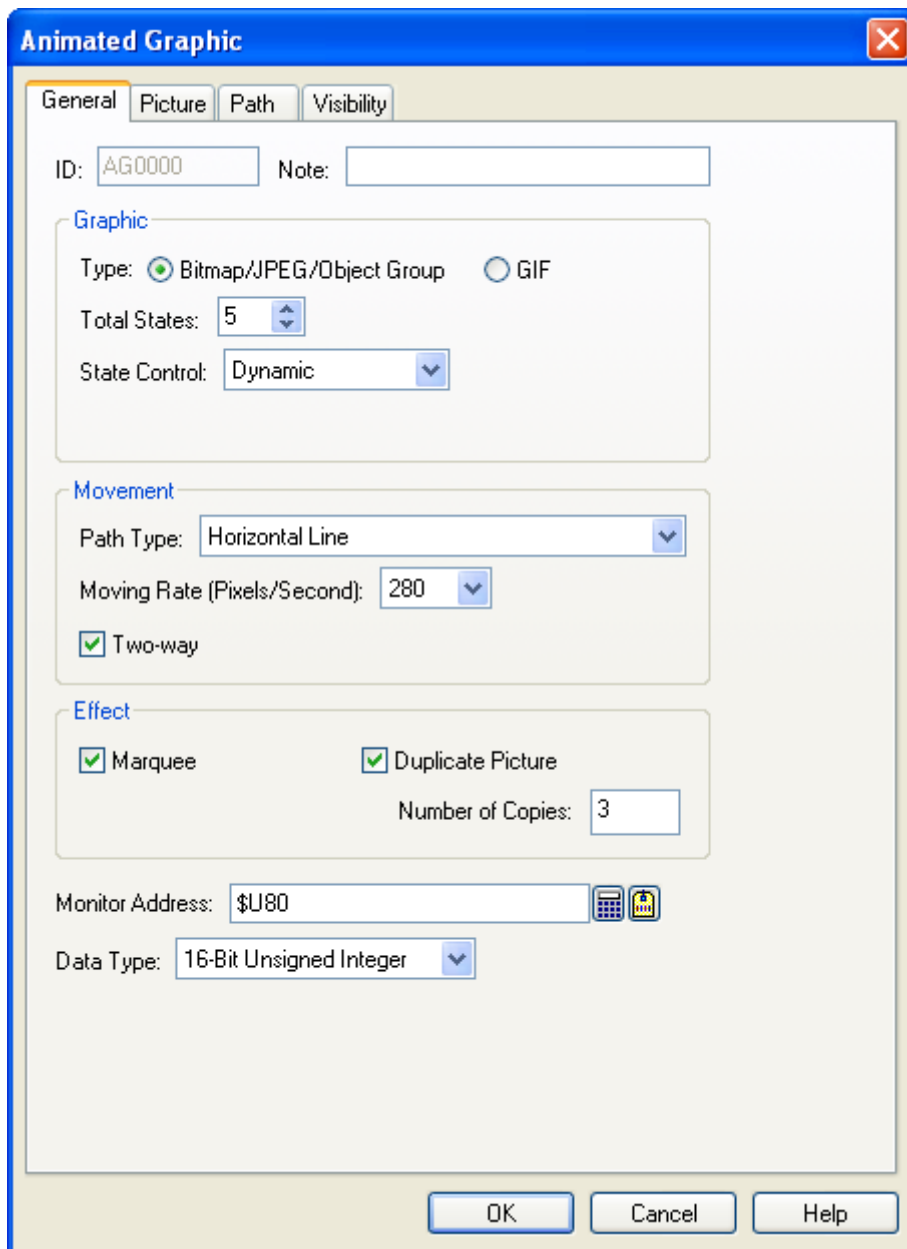 Animated Graphic
General Picture Path Visibility
ID: AG0000 Note:
Graphic
Type: Bitmap/JPEG/Object Group GIF
Total States: 5
State Control: Dynamic
Movement
Path Type: Horizontal Line
Moving Rate (Pixels/Second): 280
Two-way
Effect
Marquee Duplicate Picture
Number of Copies: 3
Monitor Address: $U80
Data Type: 16-Bit Unsigned Integer
OK Cancel Help